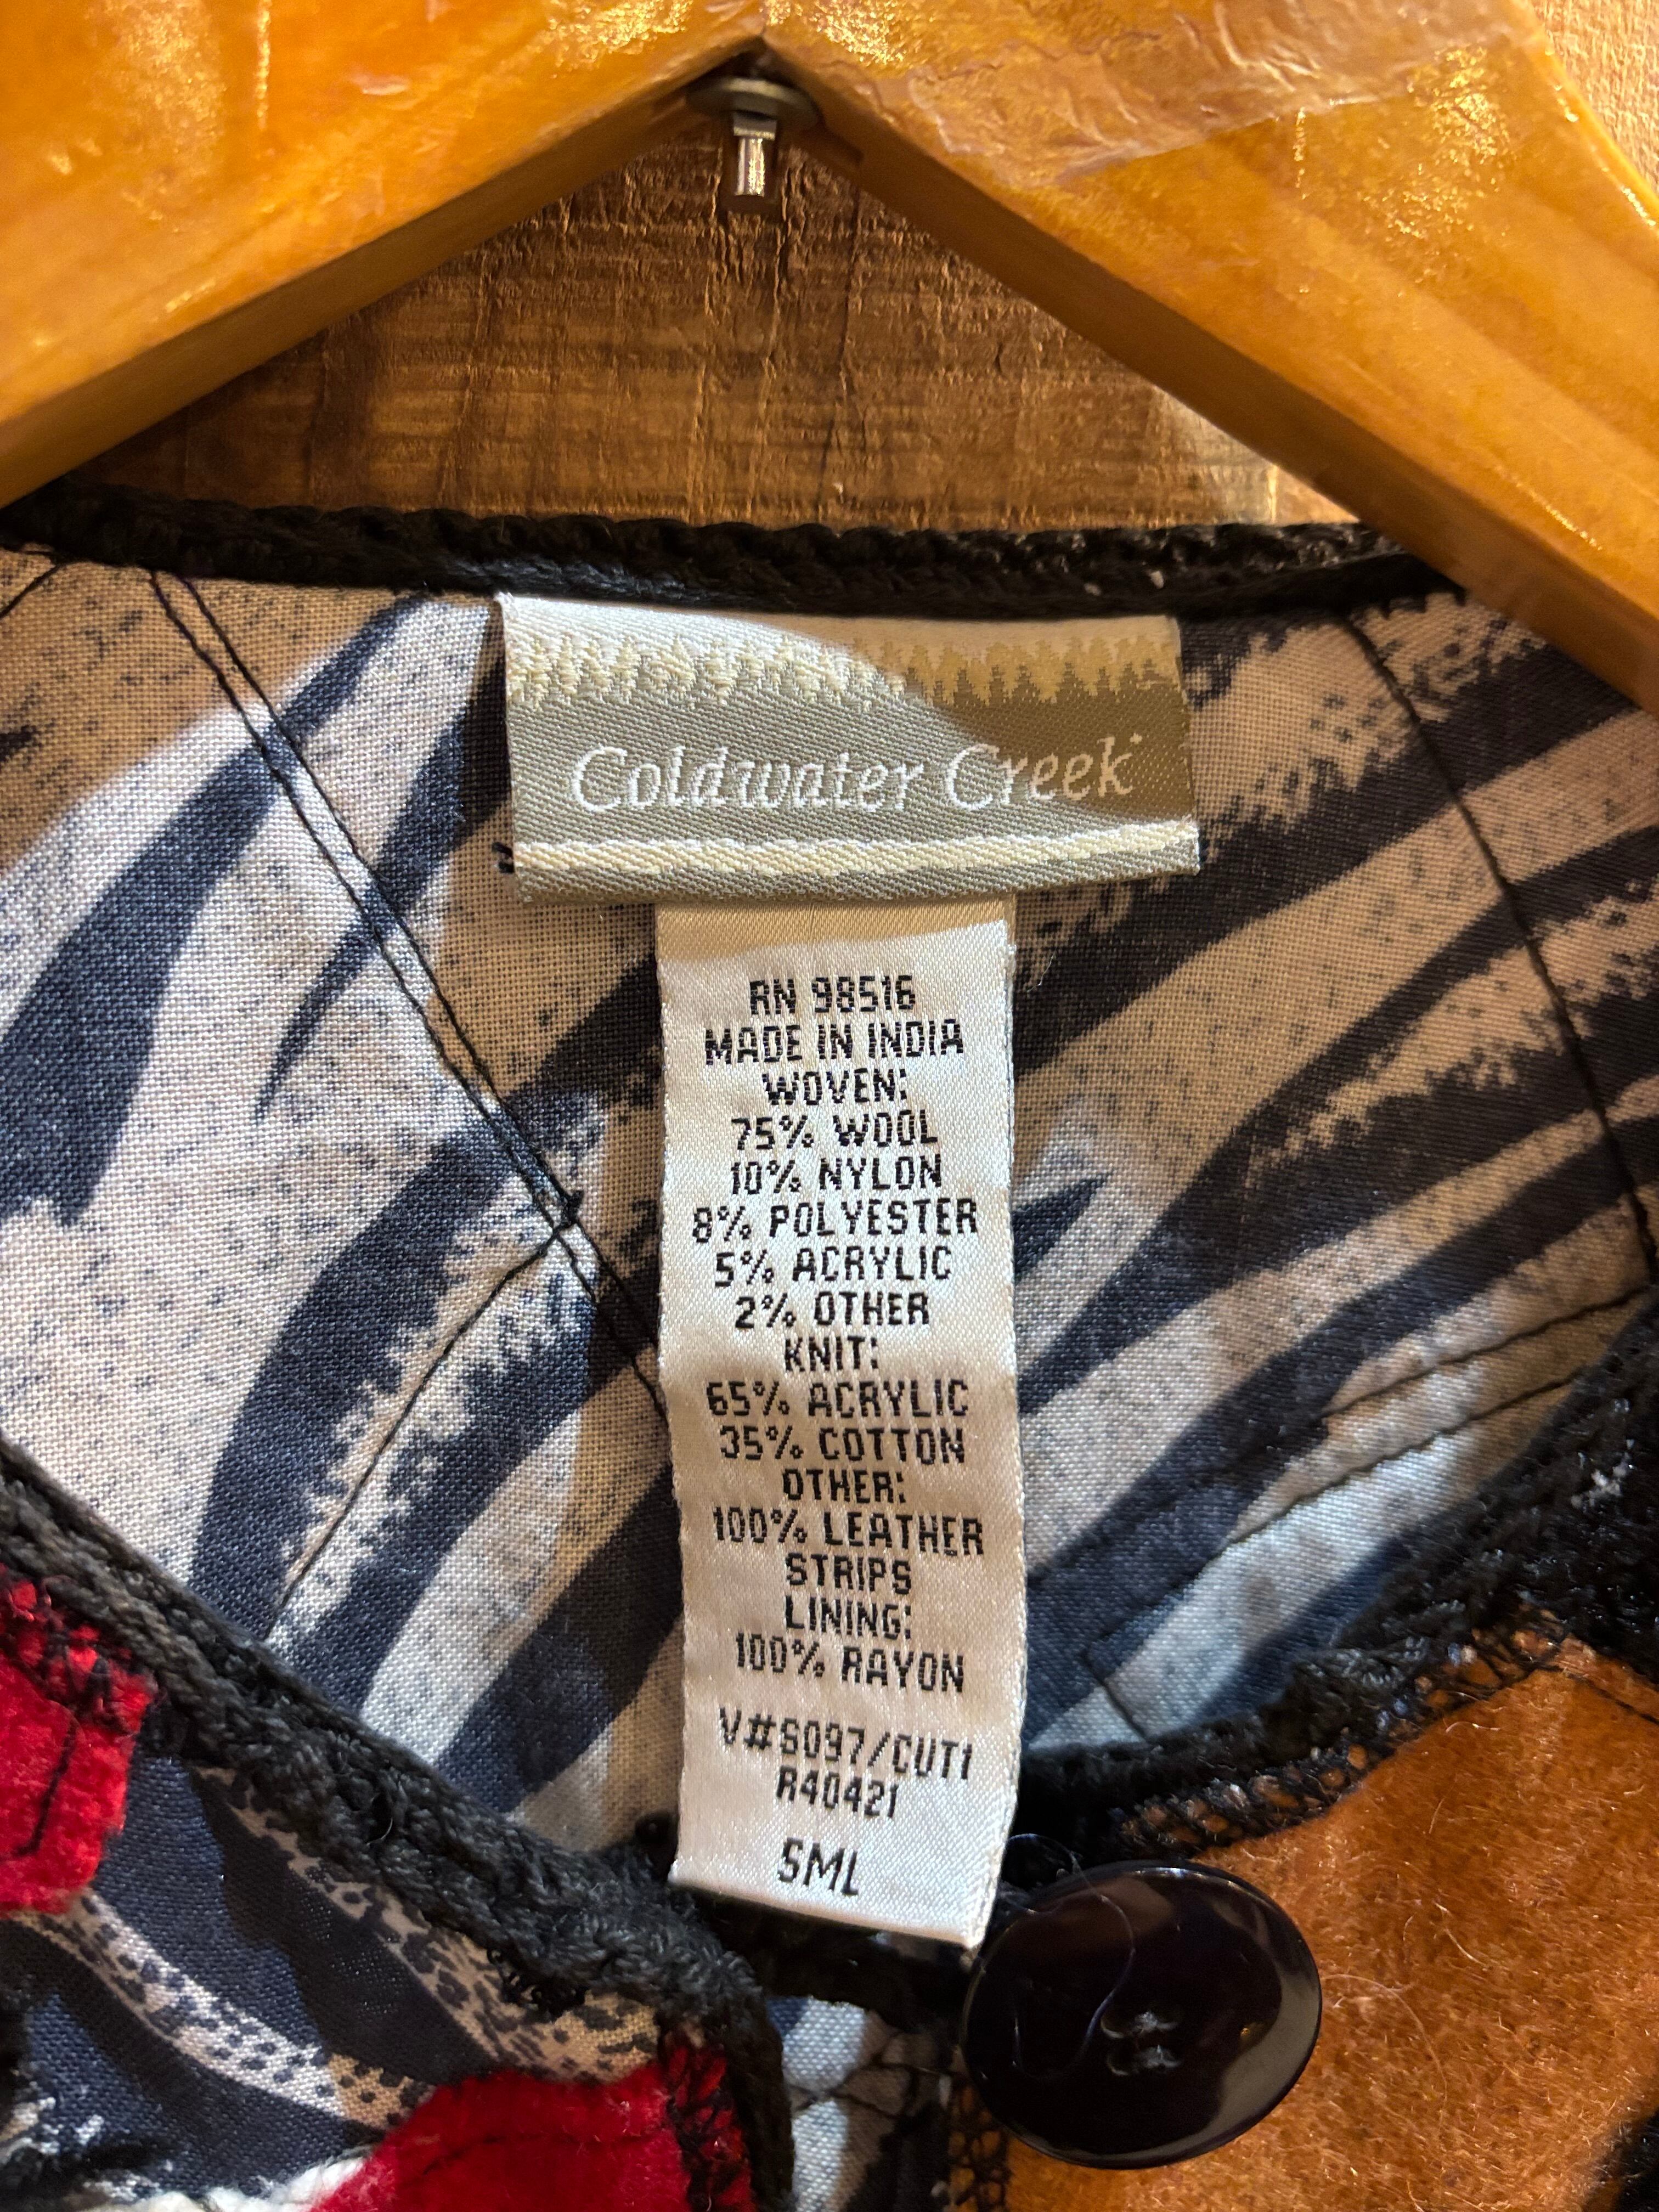 Coldwater Creek
RN 98516
MADE IN INDIA
WOVEN:
75% WOOL
10% NYLON
8% POLYESTER
5% ACRYLIC
2% OTHER
KNIT:
65% ACRYLIC
35% COTTON
OTHER:
100% LEATHER
STRIPS
LINING:
100% RAYON
V#S097/CUT1
R40421
SML